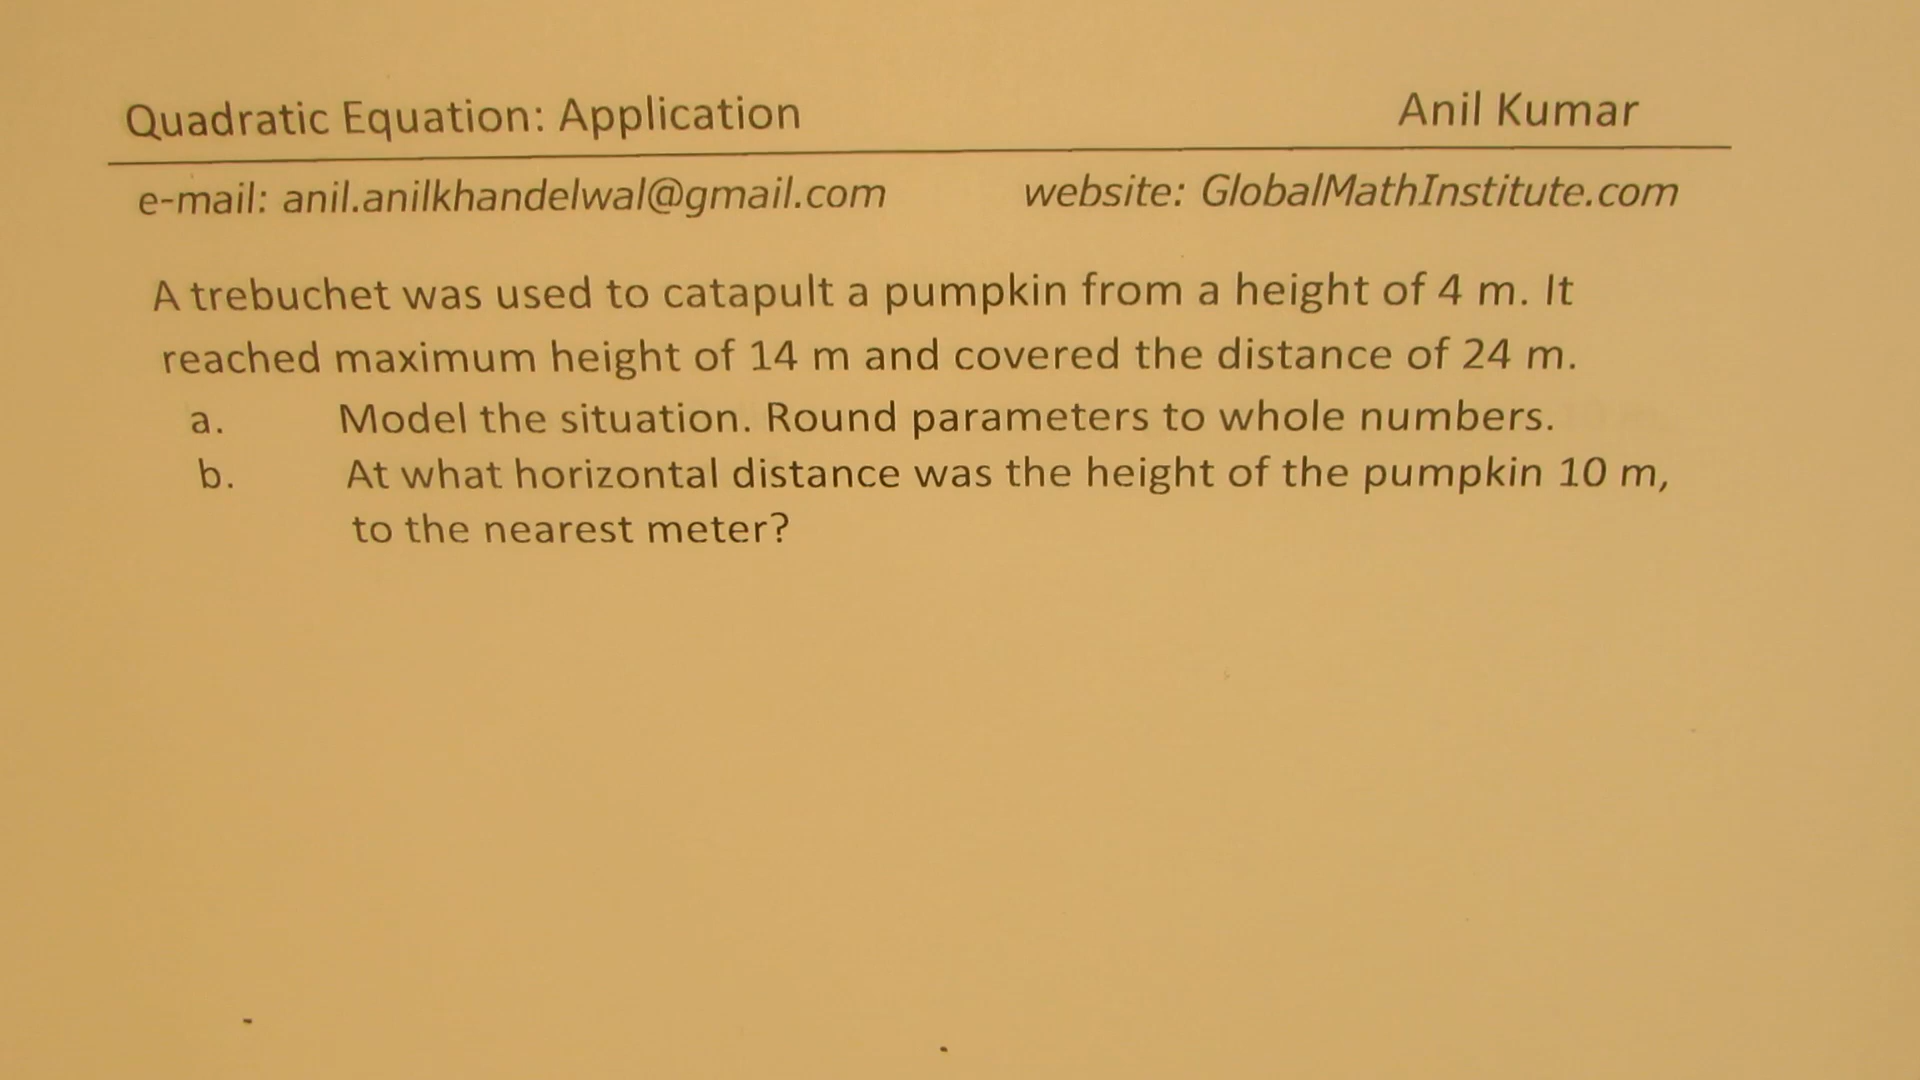 Quadratic Equation: Application Anil Kumar
e-mail: anil.anilkhandelwal@gmail.com website: GlobalMathInstitute.com
A trebuchet was used to catapult a pumpkin from a height of 4 m. It
reached maximum height of 14 m and covered the distance of 24 m.
a. Model the situation. Round parameters to whole numbers.
b. At what horizontal distance was the height of the pumpkin 10 m,
to the nearest meter?